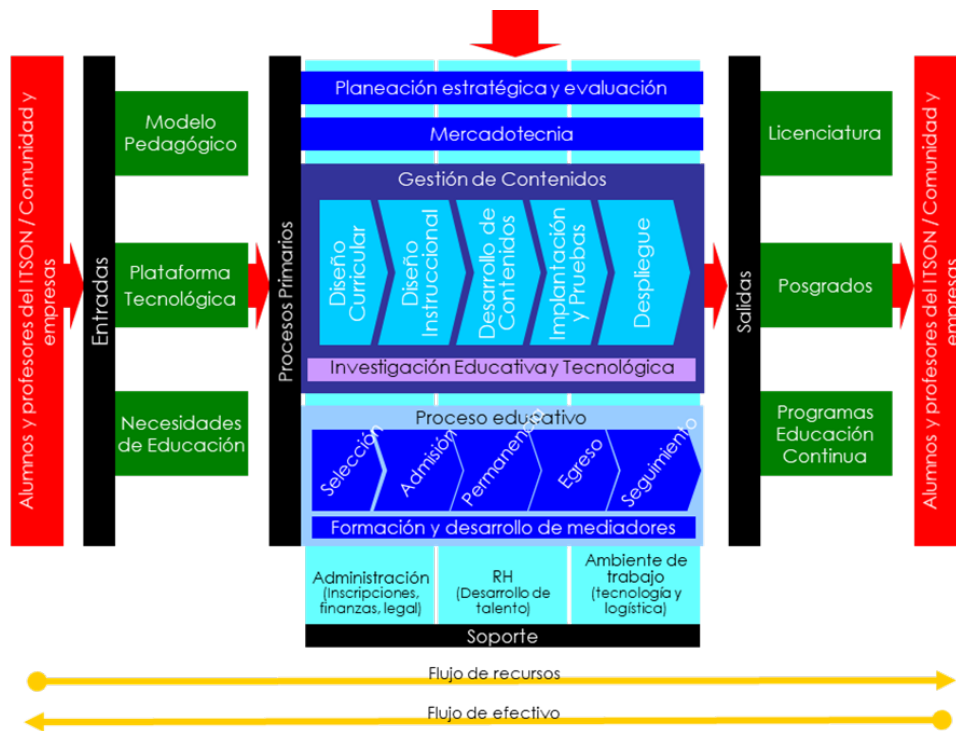 Alumnos y profesores del ITSON / Comunidad y
empresas
Entradas
Modelo
Pedagógico
Plataforma
Tecnológica
Necesidades
de Educación
Procesos Primarios
Planeación estratégica y evaluación
Mercadotecnia
Gestión de Contenidos
Diseño
Curricular
Diseño
Instruccional
Desarrollo de
Contenidos
Implantación
y Pruebas
Despliegue
Investigación Educativa y Tecnológica
Proceso educativo
Selección
Admisión
Permanencia
Egreso
Seguimiento
Formación y desarrollo de mediadores
Administración
(Inscripciones,
finanzas, legal)
RH
(Desarrollo de
talento)
Ambiente de
trabajo
(tecnología y
logística)
Soporte
Salidas
Licenciatura
Posgrados
Programas
Educación
Continua
Alumnos y profesores del ITSON / Comunidad y
empresas
Flujo de recursos
Flujo de efectivo